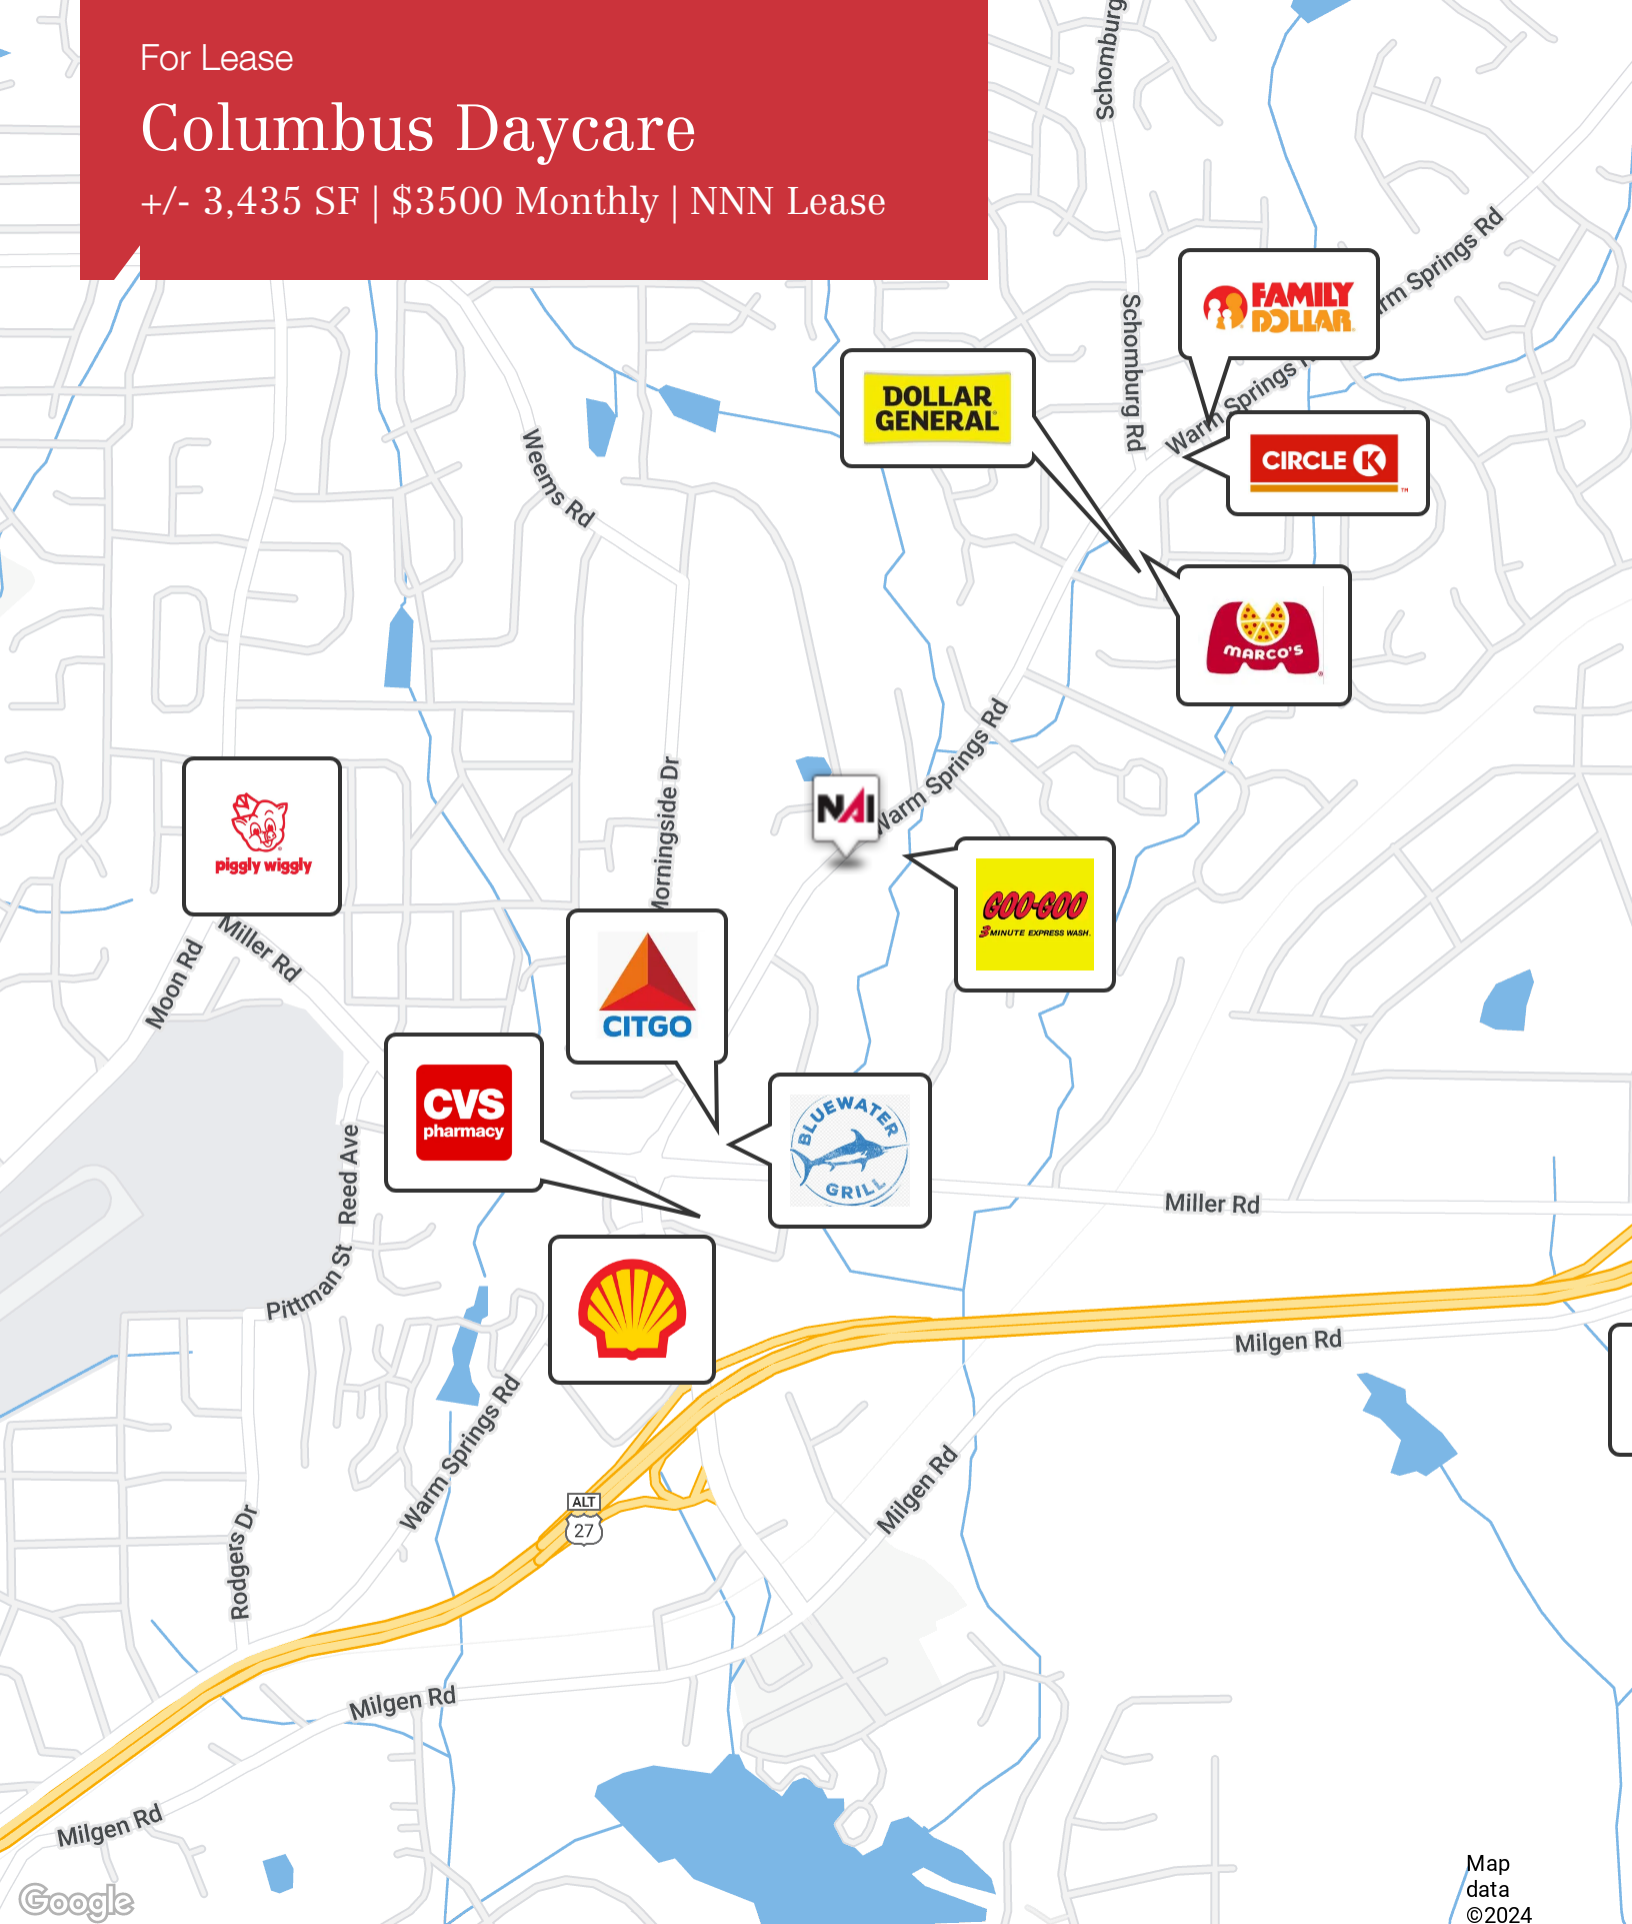 For Lease
Columbus Daycare
+/- 3,435 SF | $3500 Monthly | NNN Lease
Schomburg
Warm Springs Rd
FAMILY
DOLLAR
Schomburg Rd
Warm Springs
DOLLAR
GENERAL
CIRCLE K
TM
Weems Rd
MARCO'S
Warm Springs Rd
Morningside Dr
NAI
piggly wiggly
GOO-GOO
3 MINUTE EXPRESS WASH.
Miller Rd
Moon Rd
CITGO
CVS
pharmacy
BLUEWATER
GRILL
Reed Ave
Miller Rd
Pittman St
Milgen Rd
Warm Springs Rd
Milgen Rd
ALT
27
Rodgers Dr
Milgen Rd
Milgen Rd
Google
Map
data
©2024